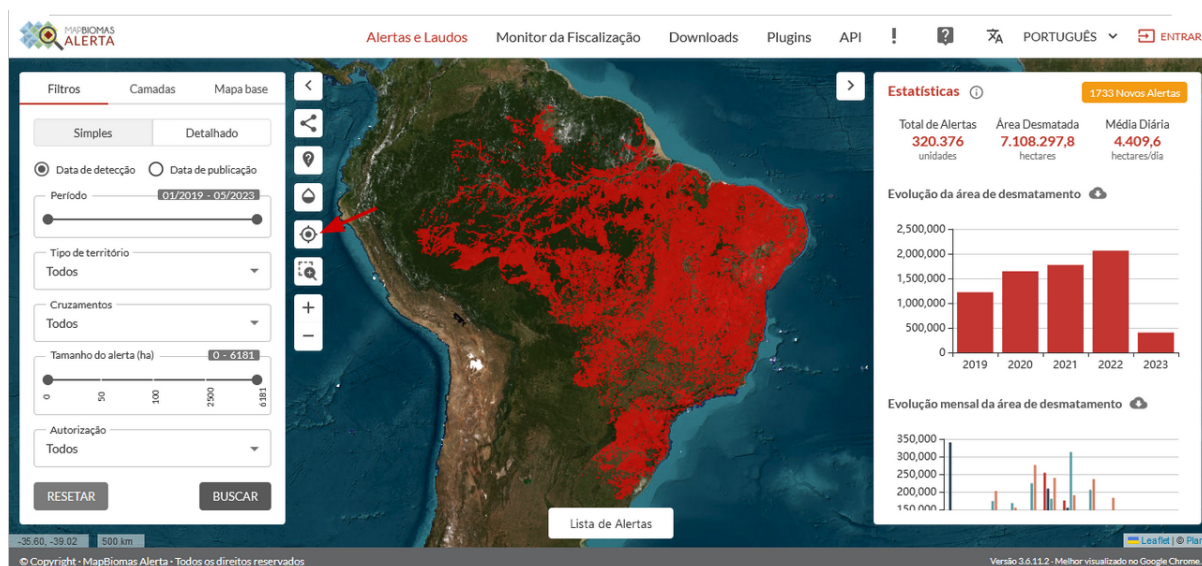 MAPBIOMAS
ALERTA
Alertas e Laudos
Monitor da Fiscalização
Downloads
Plugins
API
PORTUGUÊS
ENTRAR
Filtros
Camadas
Mapa base
Simples
Detalhado
Data de detecção
Data de publicação
Período
01/2019 - 05/2023
Tipo de território
Todos
Cruzamentos
Todos
Tamanho do alerta (ha)
0 - 6181
0
50
100
2500
6181
Autorização
Todos
RESETAR
BUSCAR
-35.60, -39.02
500 km
Lista de Alertas
Estatísticas
1733 Novos Alertas
Total de Alertas
320.376
unidades
Área Desmatada
7.108.297,8
hectares
Média Diária
4.409,6
hectares/dia
Evolução da área de desmatamento
2,500,000
2,000,000
1,500,000
1,000,000
500,000
0
2019
2020
2021
2022
2023
Evolução mensal da área de desmatamento
350,000
300,000
250,000
200,000
150,000
Leaflet | © Plan
© Copyright - MapBiomas Alerta - Todos os direitos reservados
Versão 3.6.11.2 - Melhor visualizado no Google Chrome